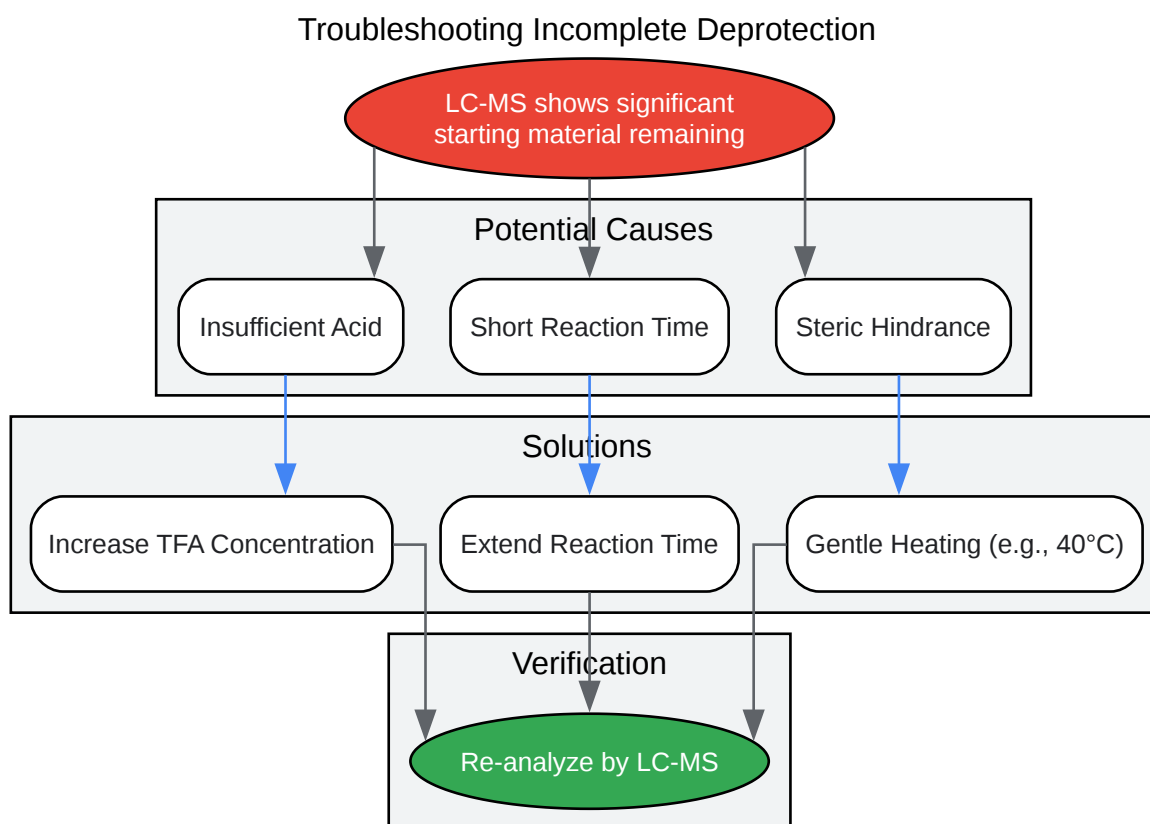 Troubleshooting Incomplete Deprotection
LC-MS shows significant
starting material remaining
Potential Causes
Insufficient Acid
Short Reaction Time
Steric Hindrance
Solutions
Increase TFA Concentration
Extend Reaction Time
Gentle Heating (e.g., 40°C)
Verification
Re-analyze by LC-MS